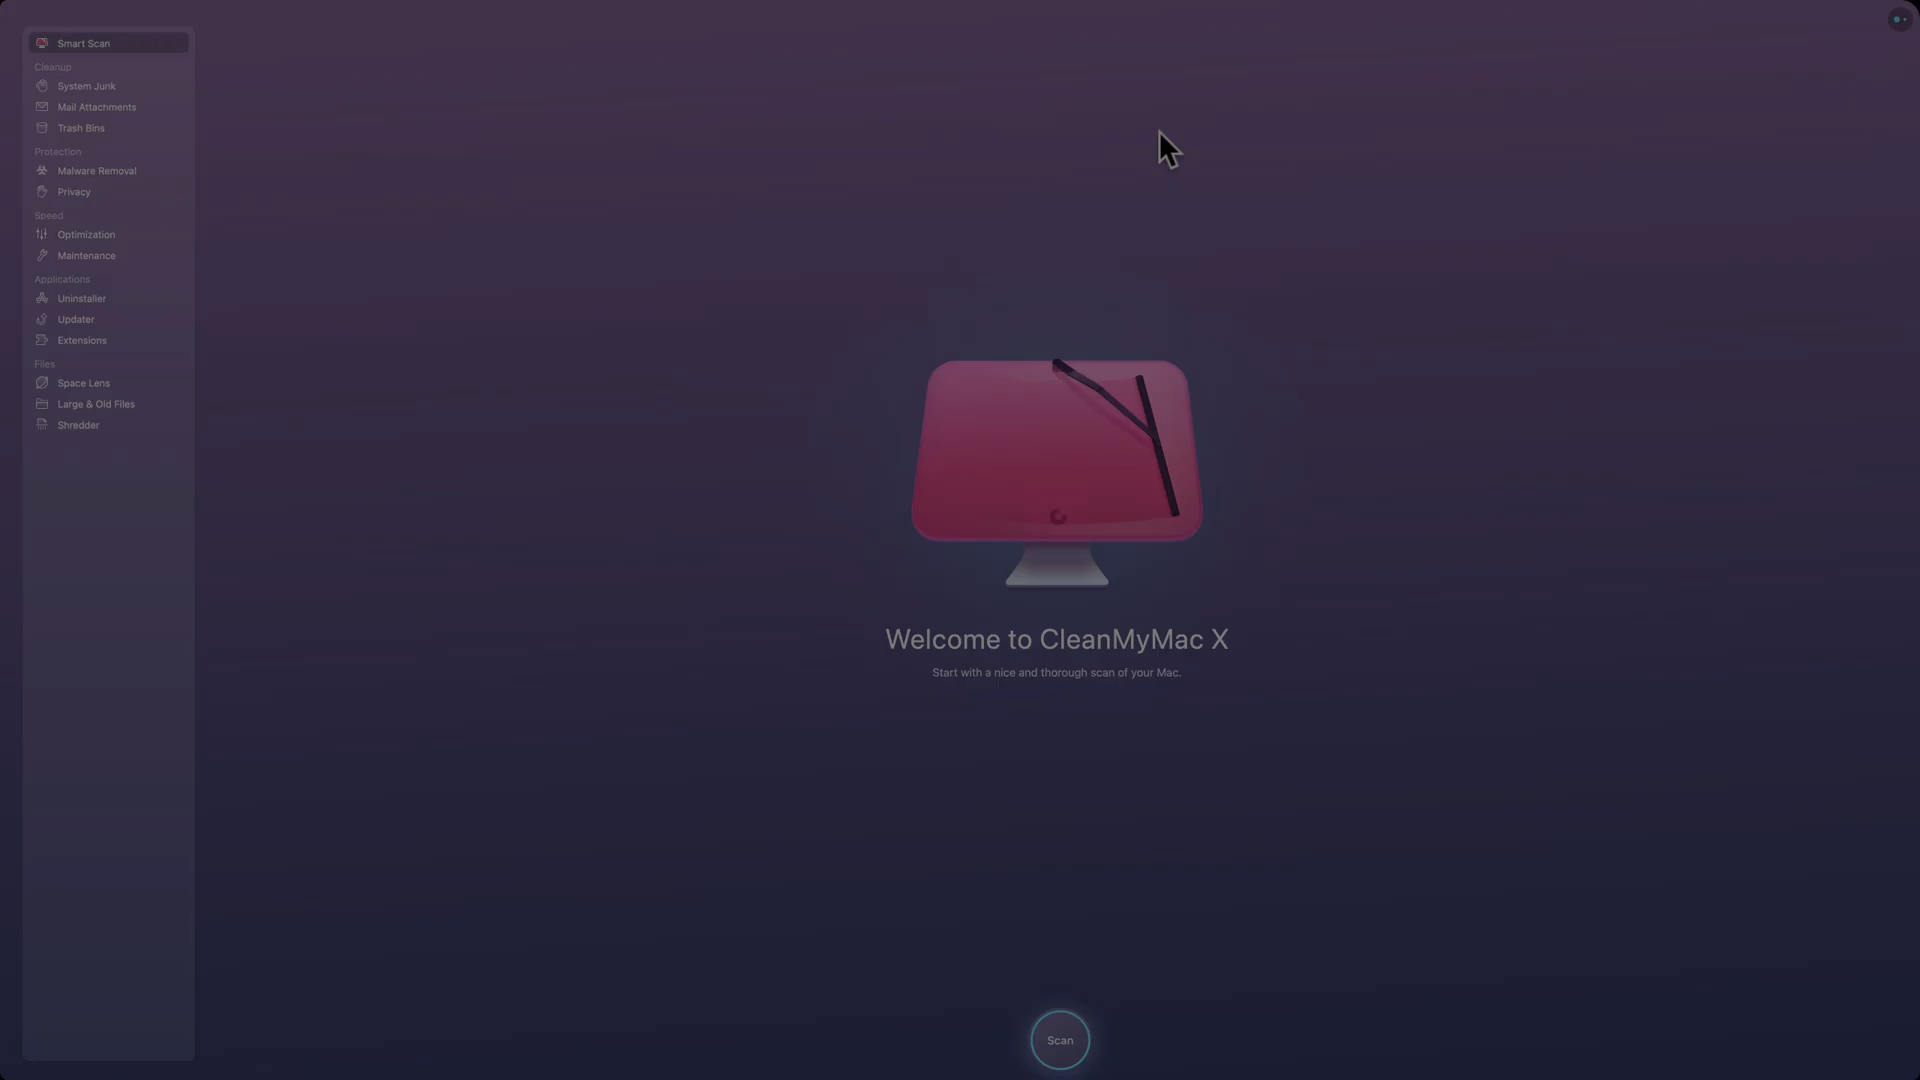 Smart Scan
Cleanup
System Junk
Mail Attachments
Trash Bins
Protection
Malware Removal
Privacy
Speed
Optimization
Maintenance
Applications
Uninstaller
Updater
Extensions
Files
Space Lens
Large & Old Files
Shredder
Welcome to CleanMyMac X
Start with a nice and thorough scan of your Mac.
Scan